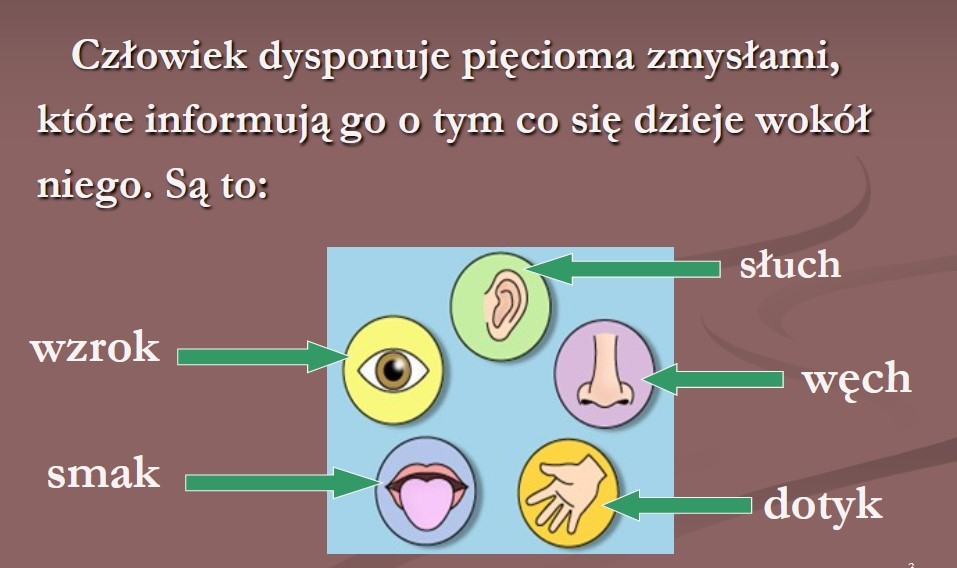 Człowiek dysponuje pięcioma zmysłami,
które informują go o tym co się dzieje wokół
niego. Są to:
słuch
wzrok
węch
smak
dotyk
3